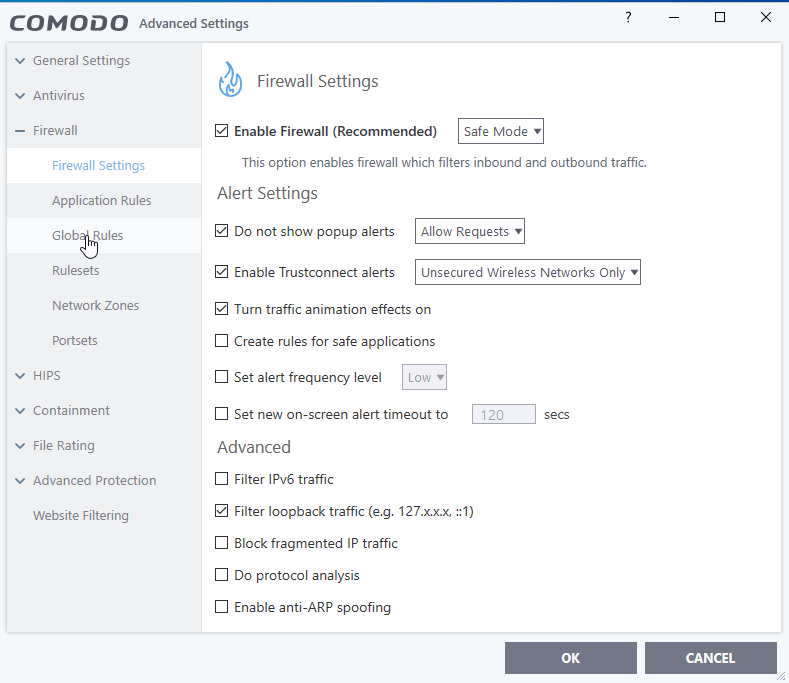 COMODO Advanced Settings ?
General Settings
Antivirus
Firewall
Firewall Settings
Application Rules
Global Rules
Rulesets
Network Zones
Portsets
HIPS
Containment
File Rating
Advanced Protection
Website Filtering
Firewall Settings
Enable Firewall (Recommended) Safe Mode
This option enables firewall which filters inbound and outbound traffic.
Alert Settings
Do not show popup alerts Allow Requests
Enable Trustconnect alerts Unsecured Wireless Networks Only
Turn traffic animation effects on
Create rules for safe applications
Set alert frequency level Low
Set new on-screen alert timeout to 120 secs
Advanced
Filter IPv6 traffic
Filter loopback traffic (e.g. 127.x.x.x, ::1)
Block fragmented IP traffic
Do protocol analysis
Enable anti-ARP spoofing
OK CANCEL